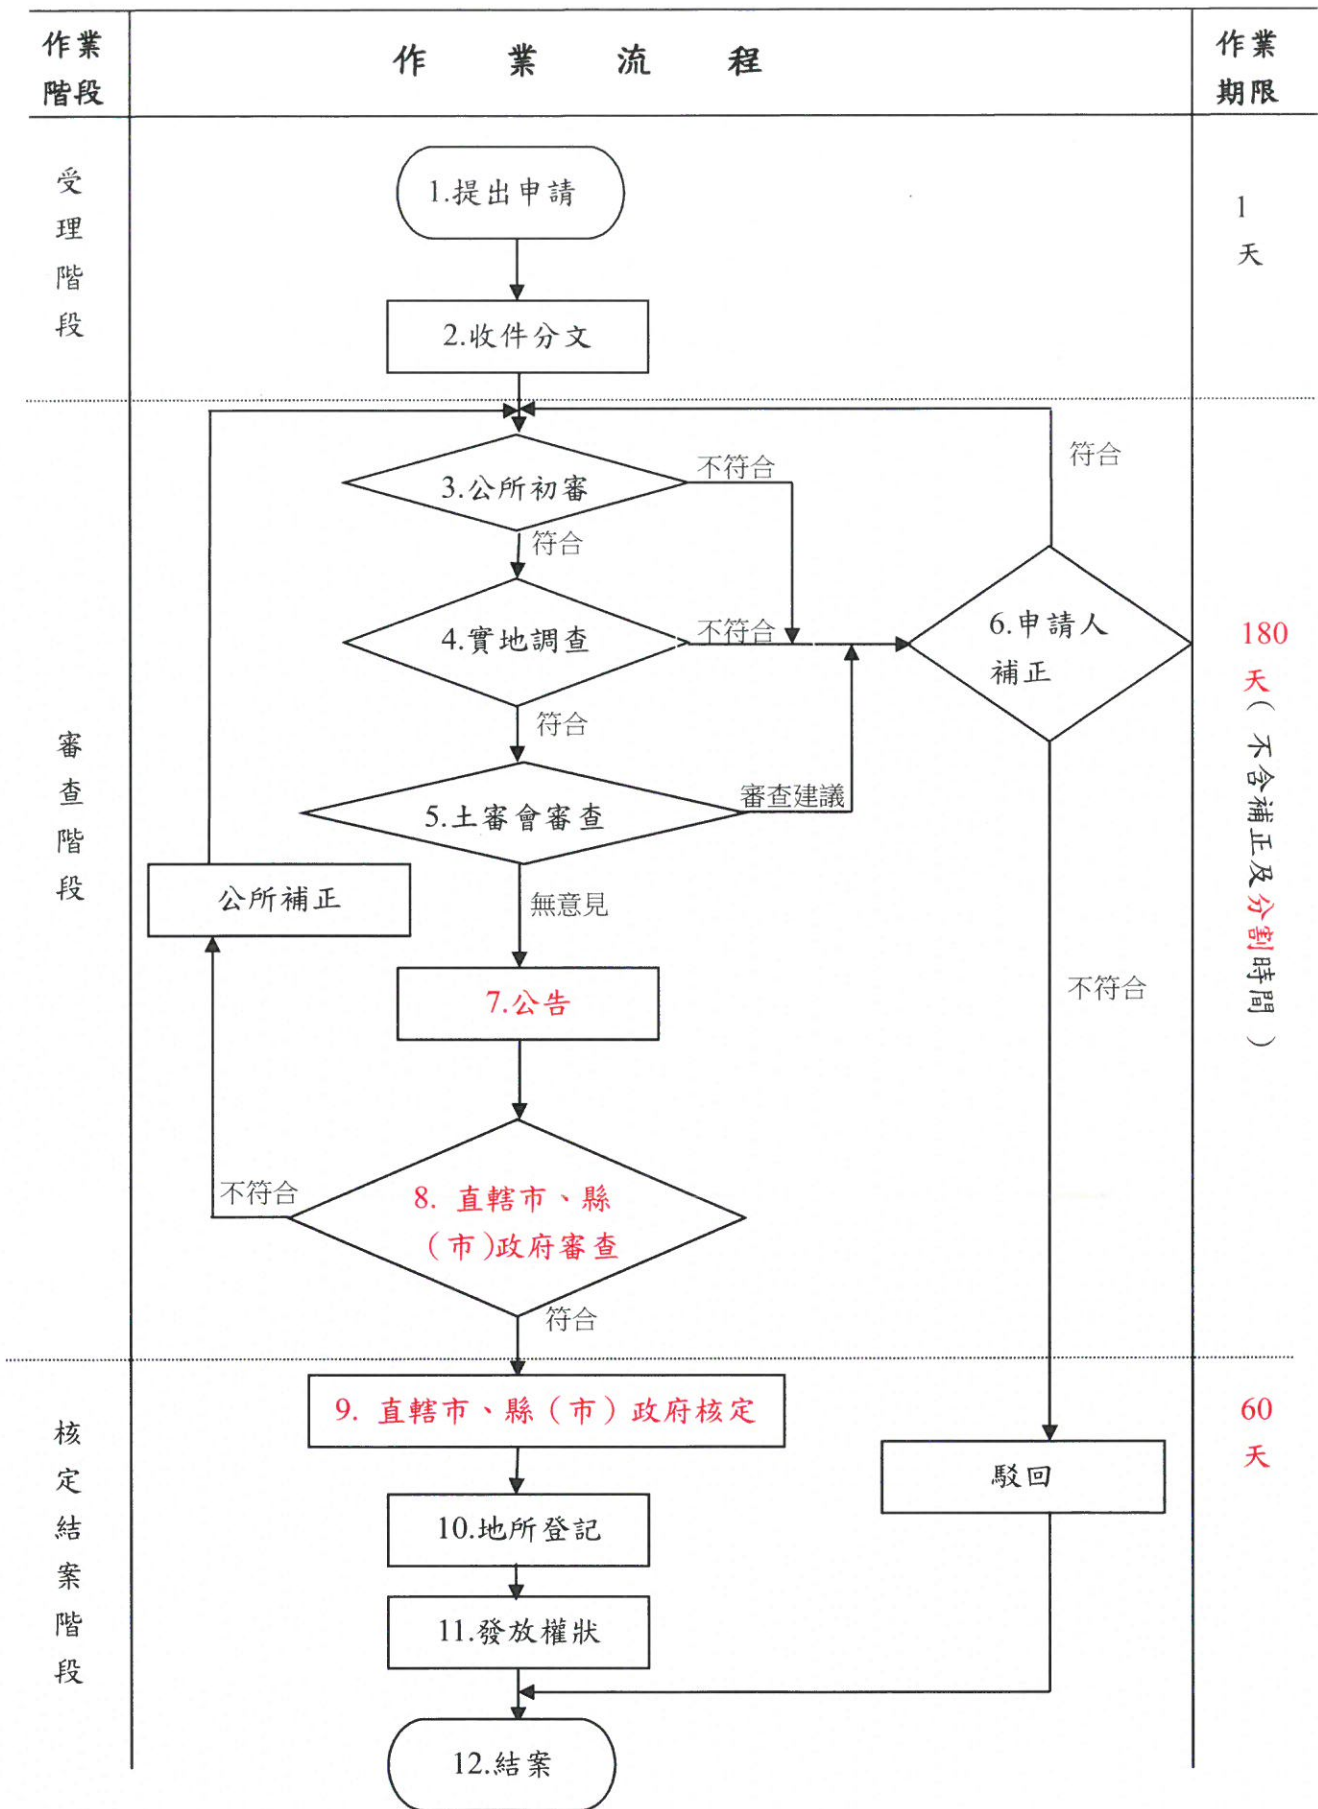 作業
階段
作業流程
作業
期限
受理階段
1.提出申請
1
天
2.收件分文
審查階段
3.公所初審
不符合
符合
符合
4.實地調查
不符合
6.申請人
補正
符合
5.土審會審查
審查建議
180
天(不含補正及分割時間)
公所補正
無意見
7.公告
不符合
不符合
8. 直轄市、縣
(市)政府審查
符合
核定結案階段
9. 直轄市、縣(市)政府核定
60
天
駁回
10.地所登記
11.發放權狀
12.結案